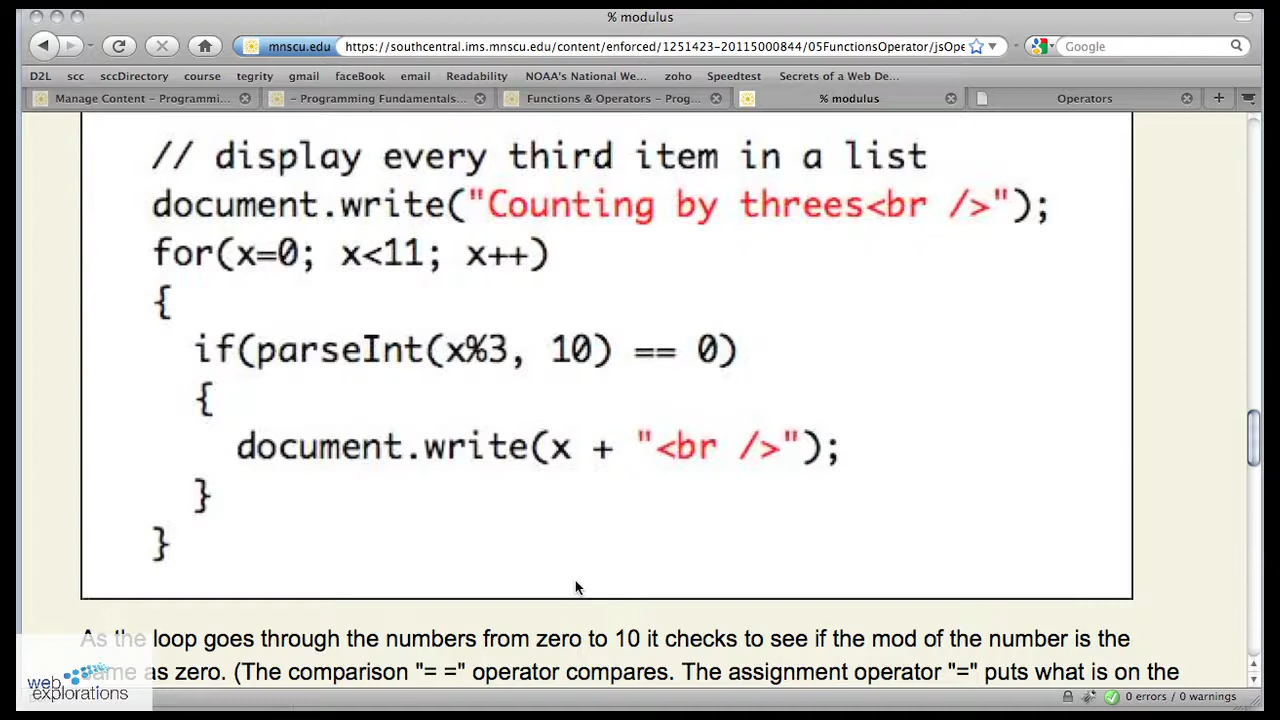 % modulus
mnscu.edu https://southcentral.ims.mnscu.edu/content/enforced/1251423-20115000844/05FunctionsOperator/jsOpe Google
D2L scc sccDirectory course tegrity gmail faceBook email Readability NOAA's National We... zoho Speedtest Secrets of a Web De...
Manage Content – Programmi... – Programming Fundamentals... Functions & Operators – Prog... % modulus Operators
// display every third item in a list
document.write("Counting by threes<br />");
for(x=0; x<11; x++)
{
if(parseInt(x%3, 10) == 0)
{
document.write(x + "<br />");
}
}
As the loop goes through the numbers from zero to 10 it checks to see if the mod of the number is the
same as zero. (The comparison "= =" operator compares. The assignment operator "=" puts what is on the
web explorations
0 errors / 0 warnings